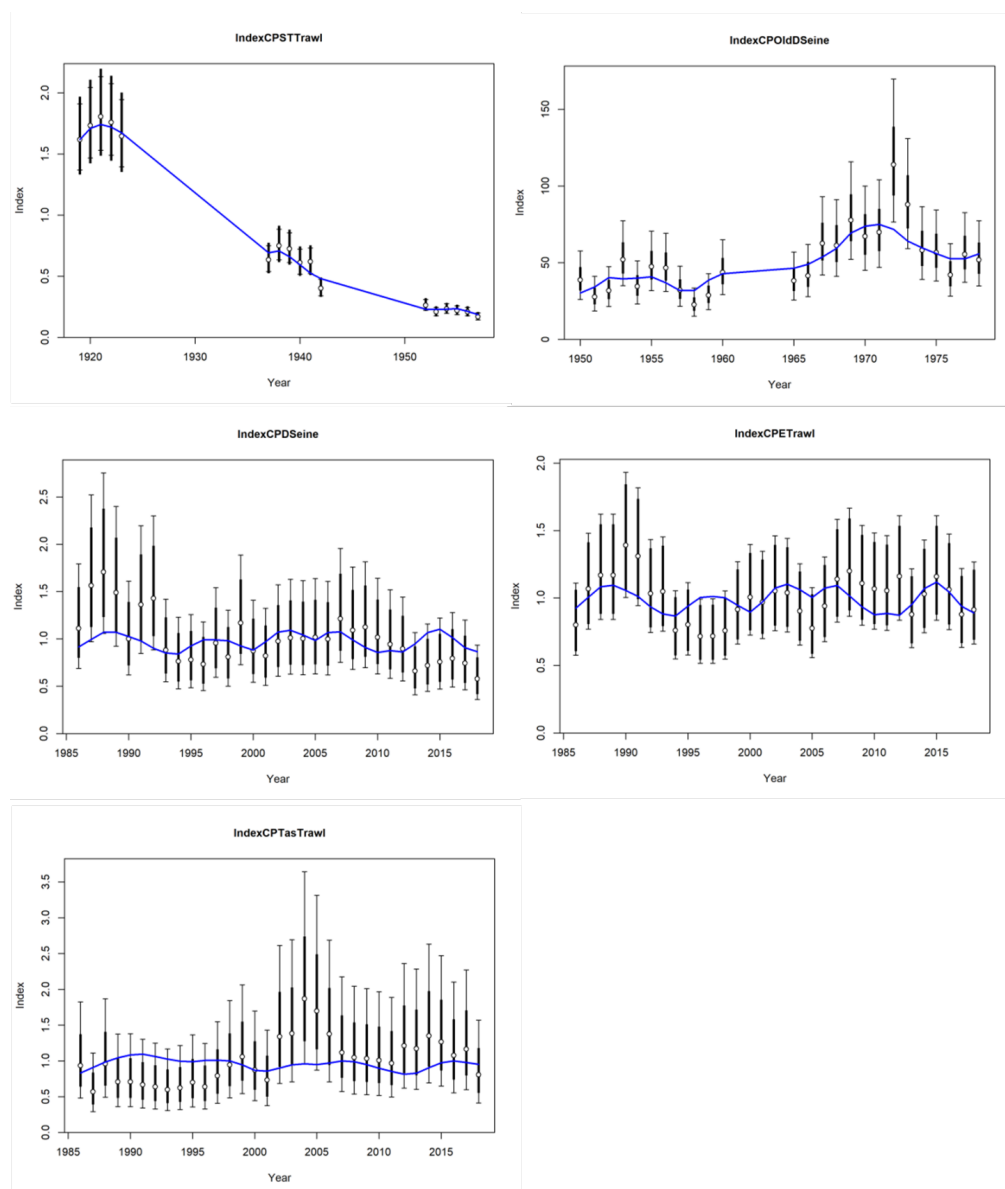 IndexCPSTTrawl
Index
0.0 0.5 1.0 1.5 2.0
1920 1930 1940 1950
Year
IndexCPOldDSeine
Index
0 50 100 150
1950 1955 1960 1965 1970 1975
Year
IndexCPDSeine
Index
0.0 0.5 1.0 1.5 2.0 2.5
1985 1990 1995 2000 2005 2010 2015
Year
IndexCPETrawl
Index
0.0 0.5 1.0 1.5 2.0
1985 1990 1995 2000 2005 2010 2015
Year
IndexCPTasTrawl
Index
0.0 0.5 1.0 1.5 2.0 2.5 3.0 3.5
1985 1990 1995 2000 2005 2010 2015
Year